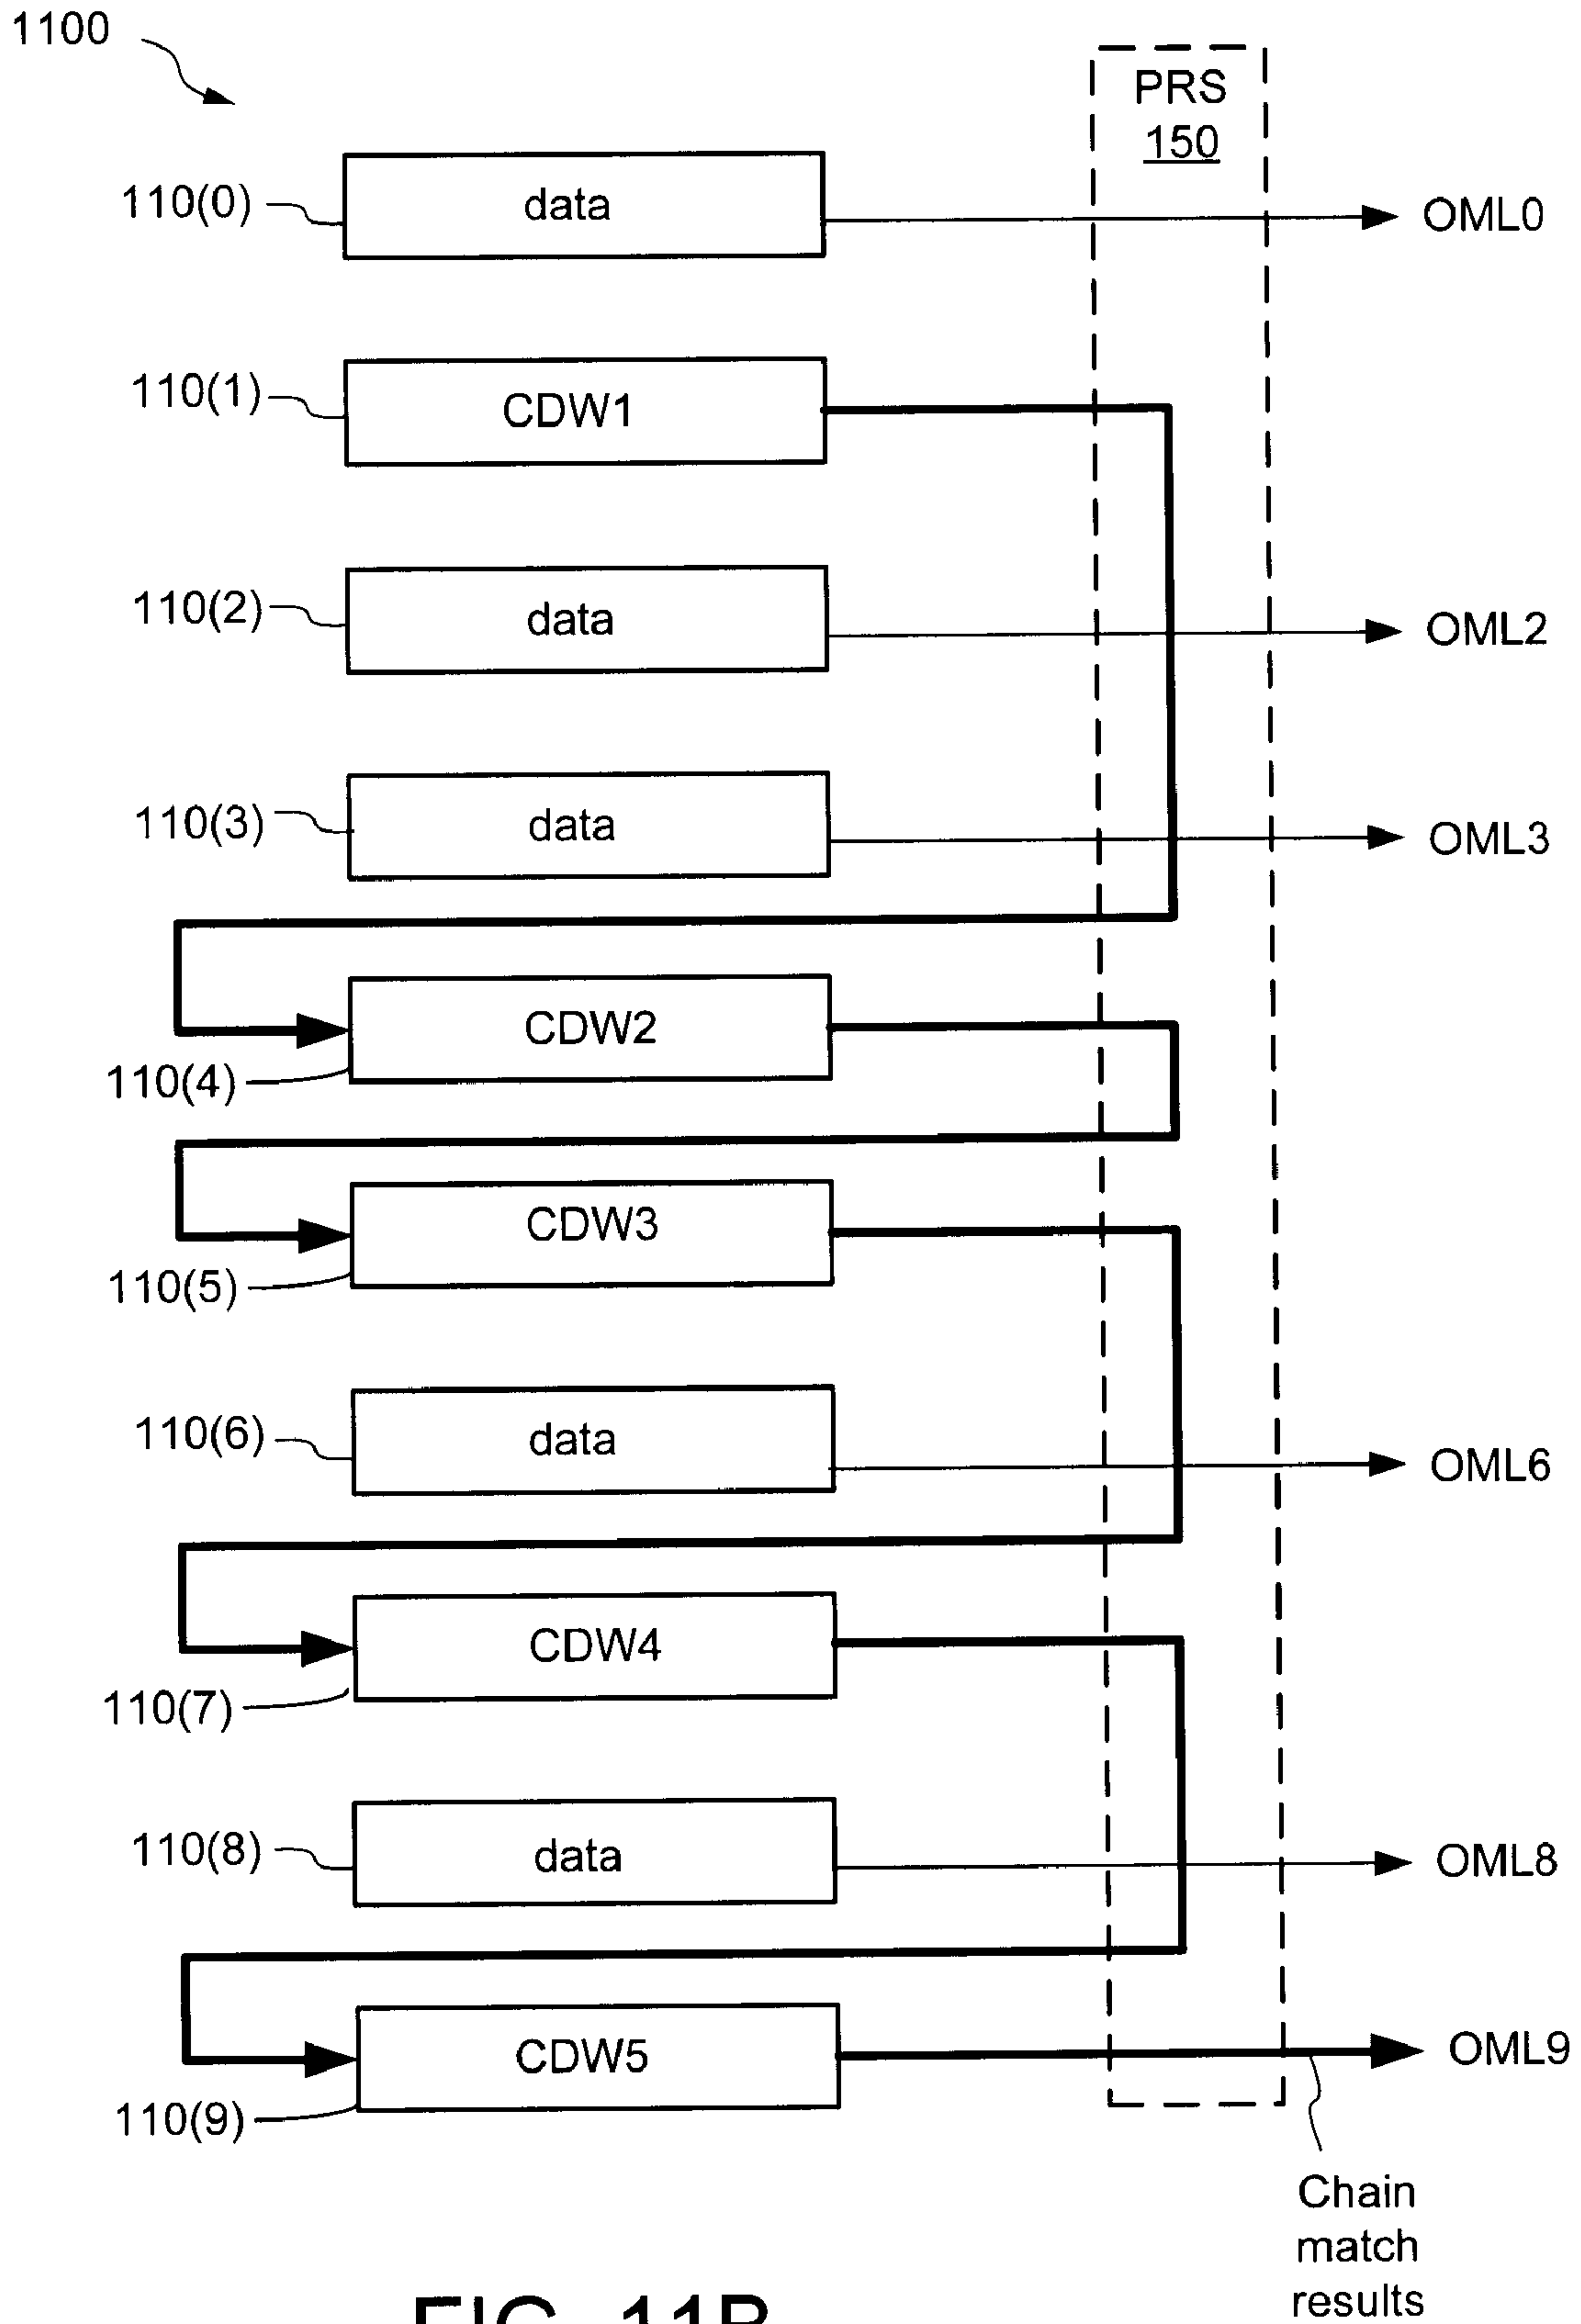 1100
PRS
150
110(0)
data
OML0
110(1)
CDW1
110(2)
data
OML2
110(3)
data
OML3
CDW2
110(4)
CDW3
110(5)
110(6)
data
OML6
CDW4
110(7)
110(8)
data
OML8
CDW5
OML9
110(9)
Chain
match
results
FIG. 11B